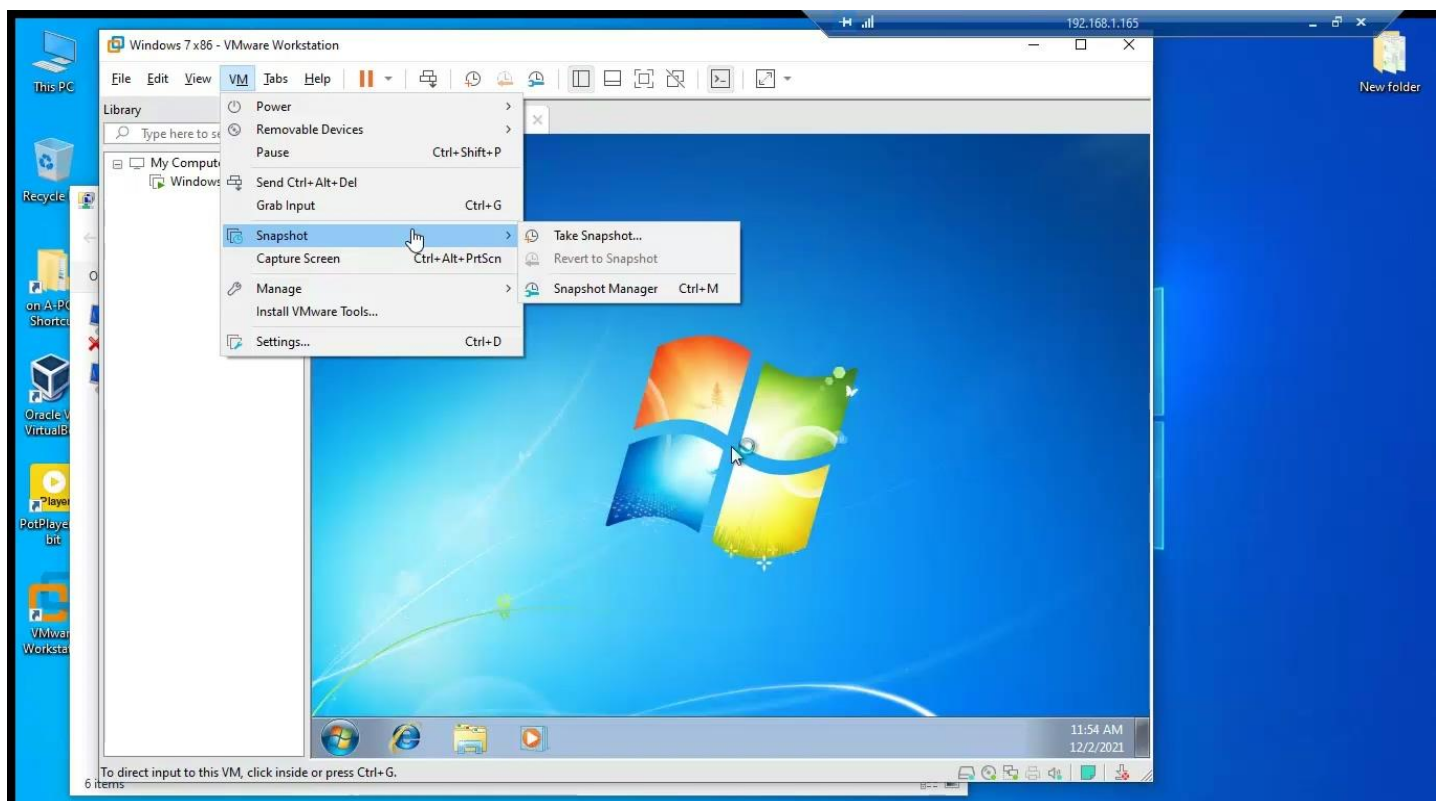 192.168.1.165
This PC
New folder
Windows 7 x86 - VMware Workstation
File Edit View VM Tabs Help
Library
Type here to se
My Compute
Windows
Power
Removable Devices
Pause Ctrl+Shift+P
Send Ctrl+Alt+Del
Grab Input Ctrl+G
Snapshot
Capture Screen Ctrl+Alt+PrtScn
Manage
Install VMware Tools...
Settings... Ctrl+D
Take Snapshot...
Revert to Snapshot
Snapshot Manager Ctrl+M
Recycle
on A-PC
Shortcu
Oracle V
VirtualB
Player
PotPlaye
bit
VMwar
Worksta
11:54 AM
12/2/2021
To direct input to this VM, click inside or press Ctrl+G.
6 items